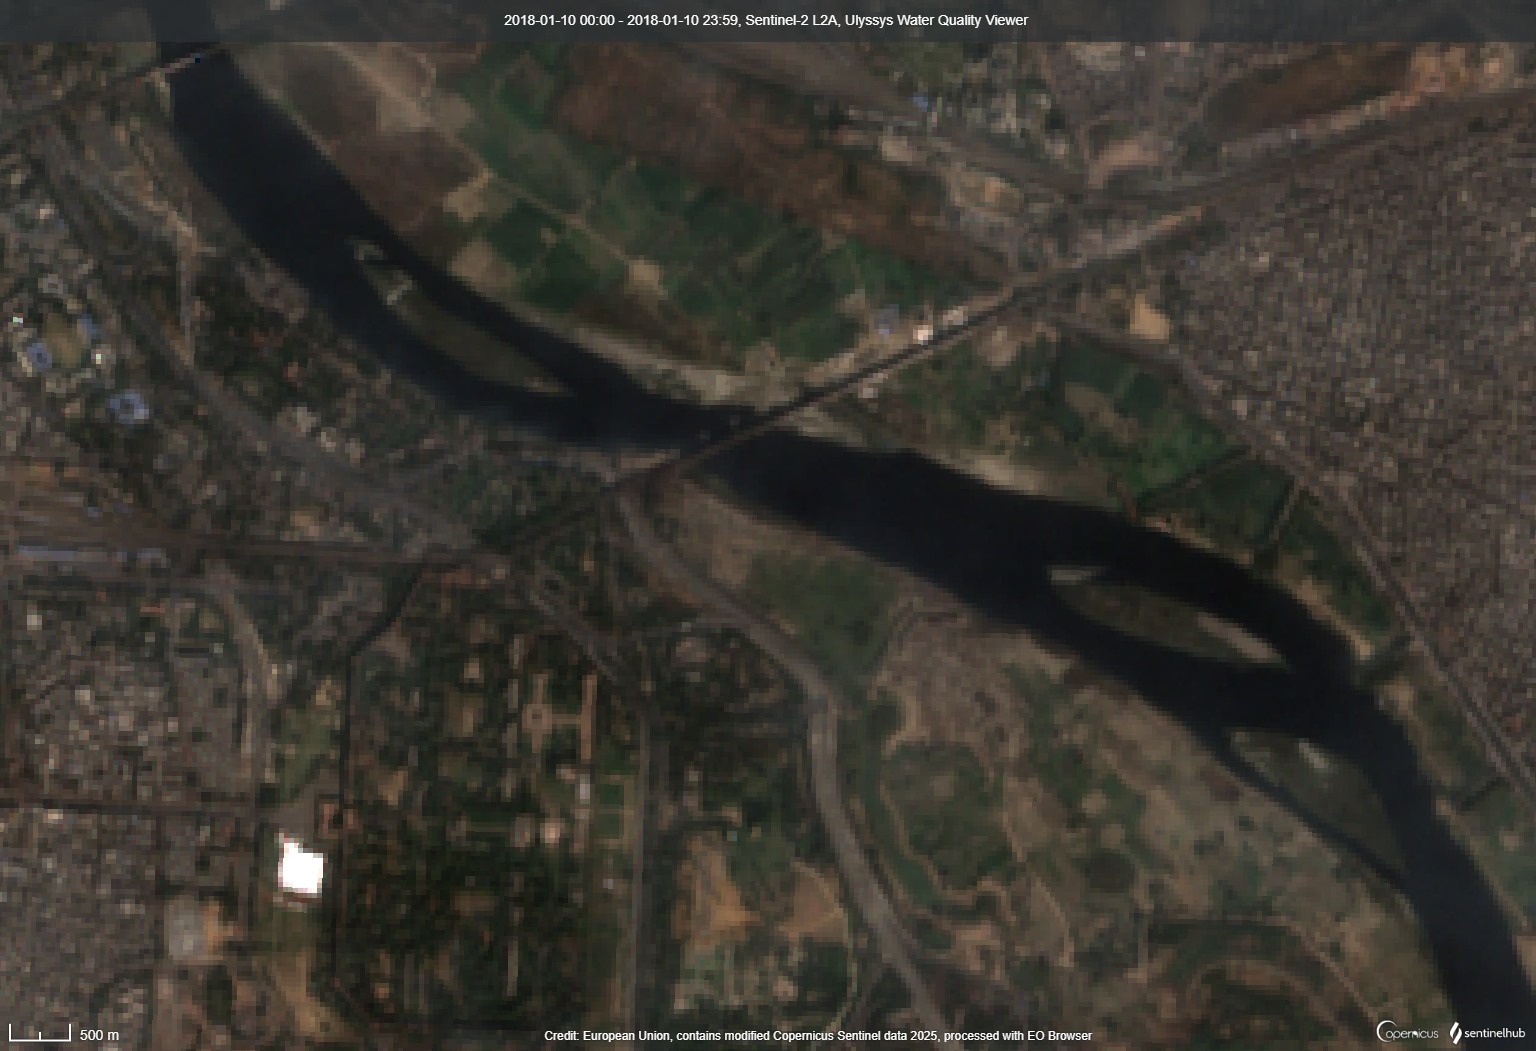 2018-01-10 00:00 - 2018-01-10 23:59, Sentinel-2 L2A, Ulyssys Water Quality Viewer
500 m
Credit: European Union, contains modified Copernicus Sentinel data 2025, processed with EO Browser
Copernicus
sentinelhub